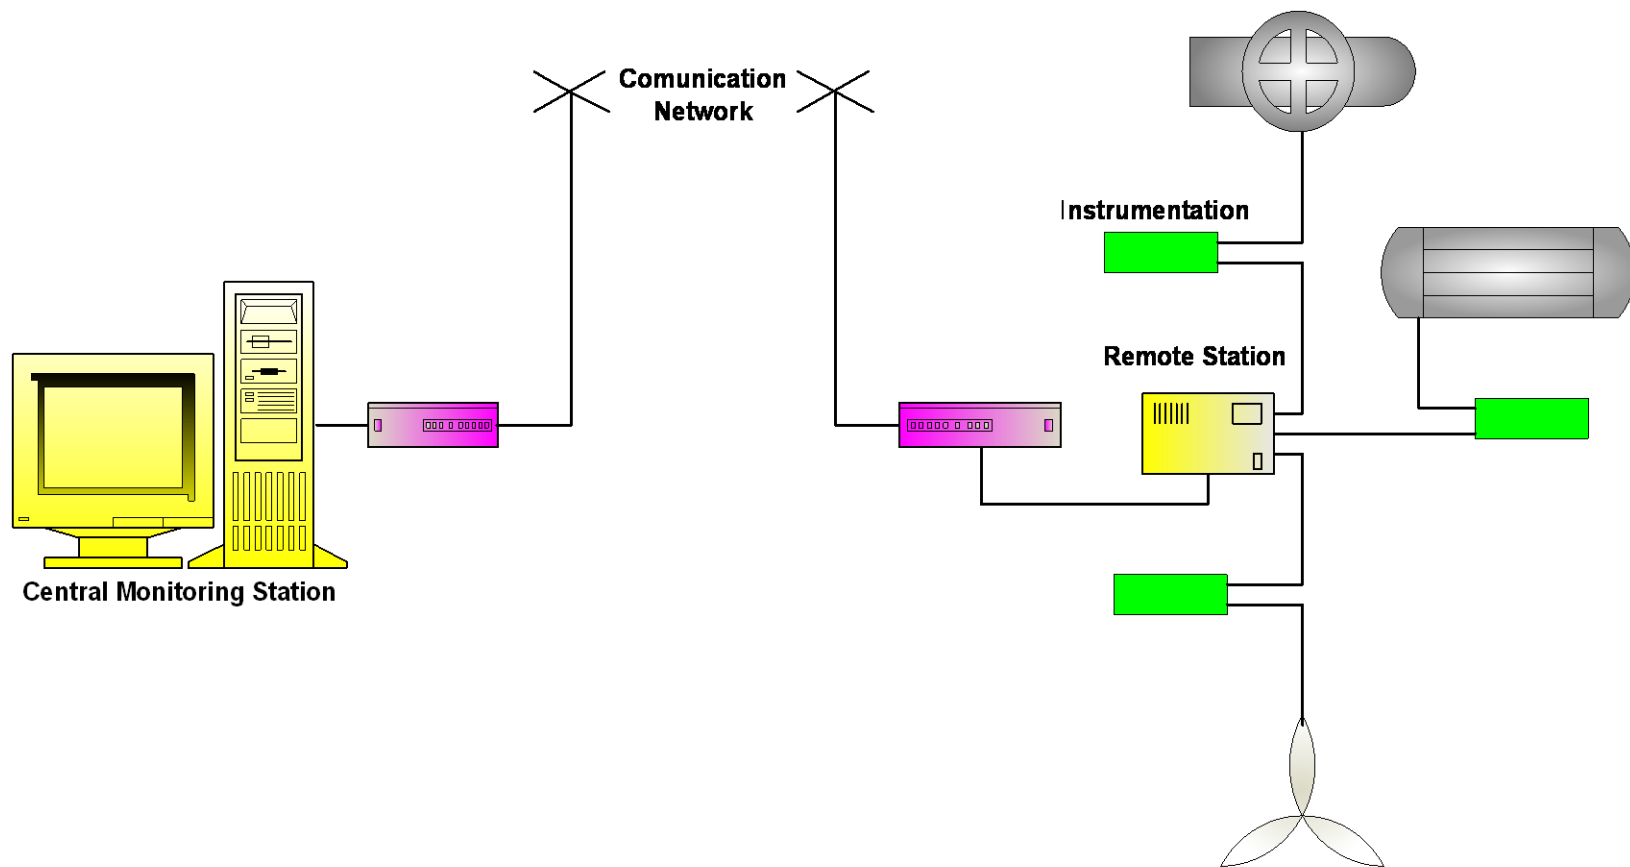 Comunication
Network
Instrumentation
Remote Station
Central Monitoring Station